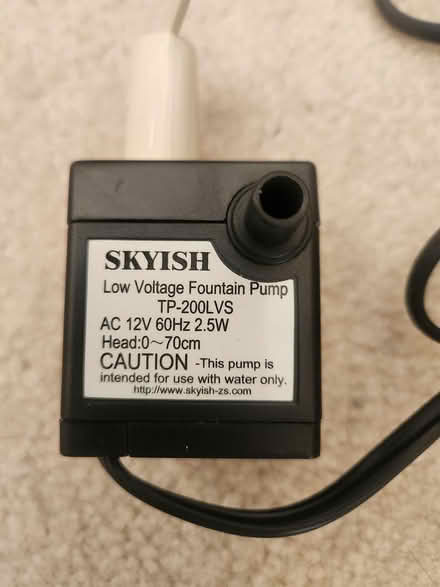 SKYISH
Low Voltage Fountain Pump
TP-200LVS
AC 12V 60Hz 2.5W
Head:0～70cm
CAUTION -This pump is
intended for use with water only.
http://www.skyish-zs.com